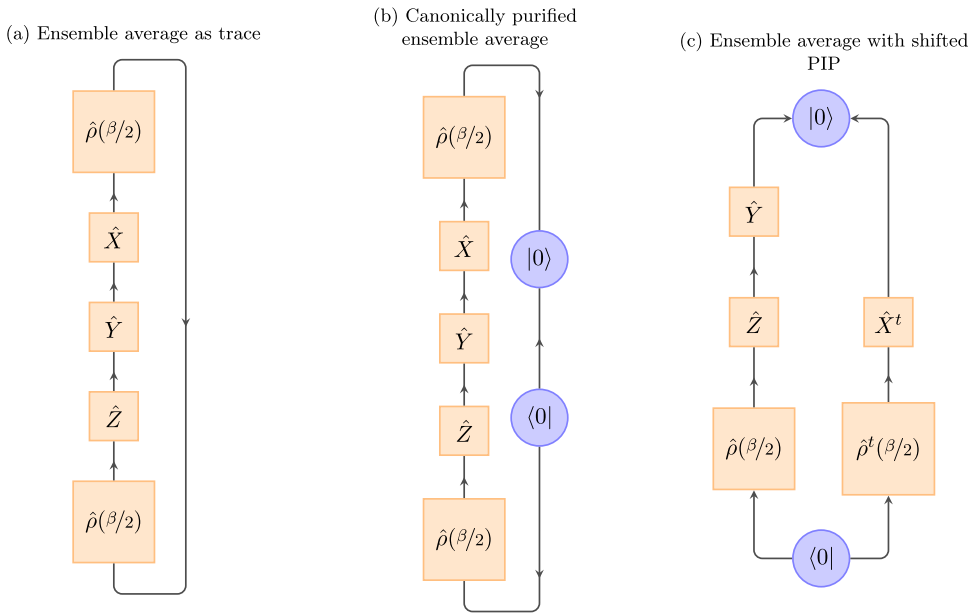 (a) Ensemble average as trace
ρ̂(β/2)
X̂
Ŷ
Ẑ
ρ̂(β/2)
(b) Canonically purified
ensemble average
ρ̂(β/2)
X̂
|0⟩
Ŷ
⟨0|
Ẑ
ρ̂(β/2)
(c) Ensemble average with shifted
PIP
|0⟩
Ŷ
Ẑ
X̂ᵗ
ρ̂(β/2)
ρ̂ᵗ(β/2)
⟨0|